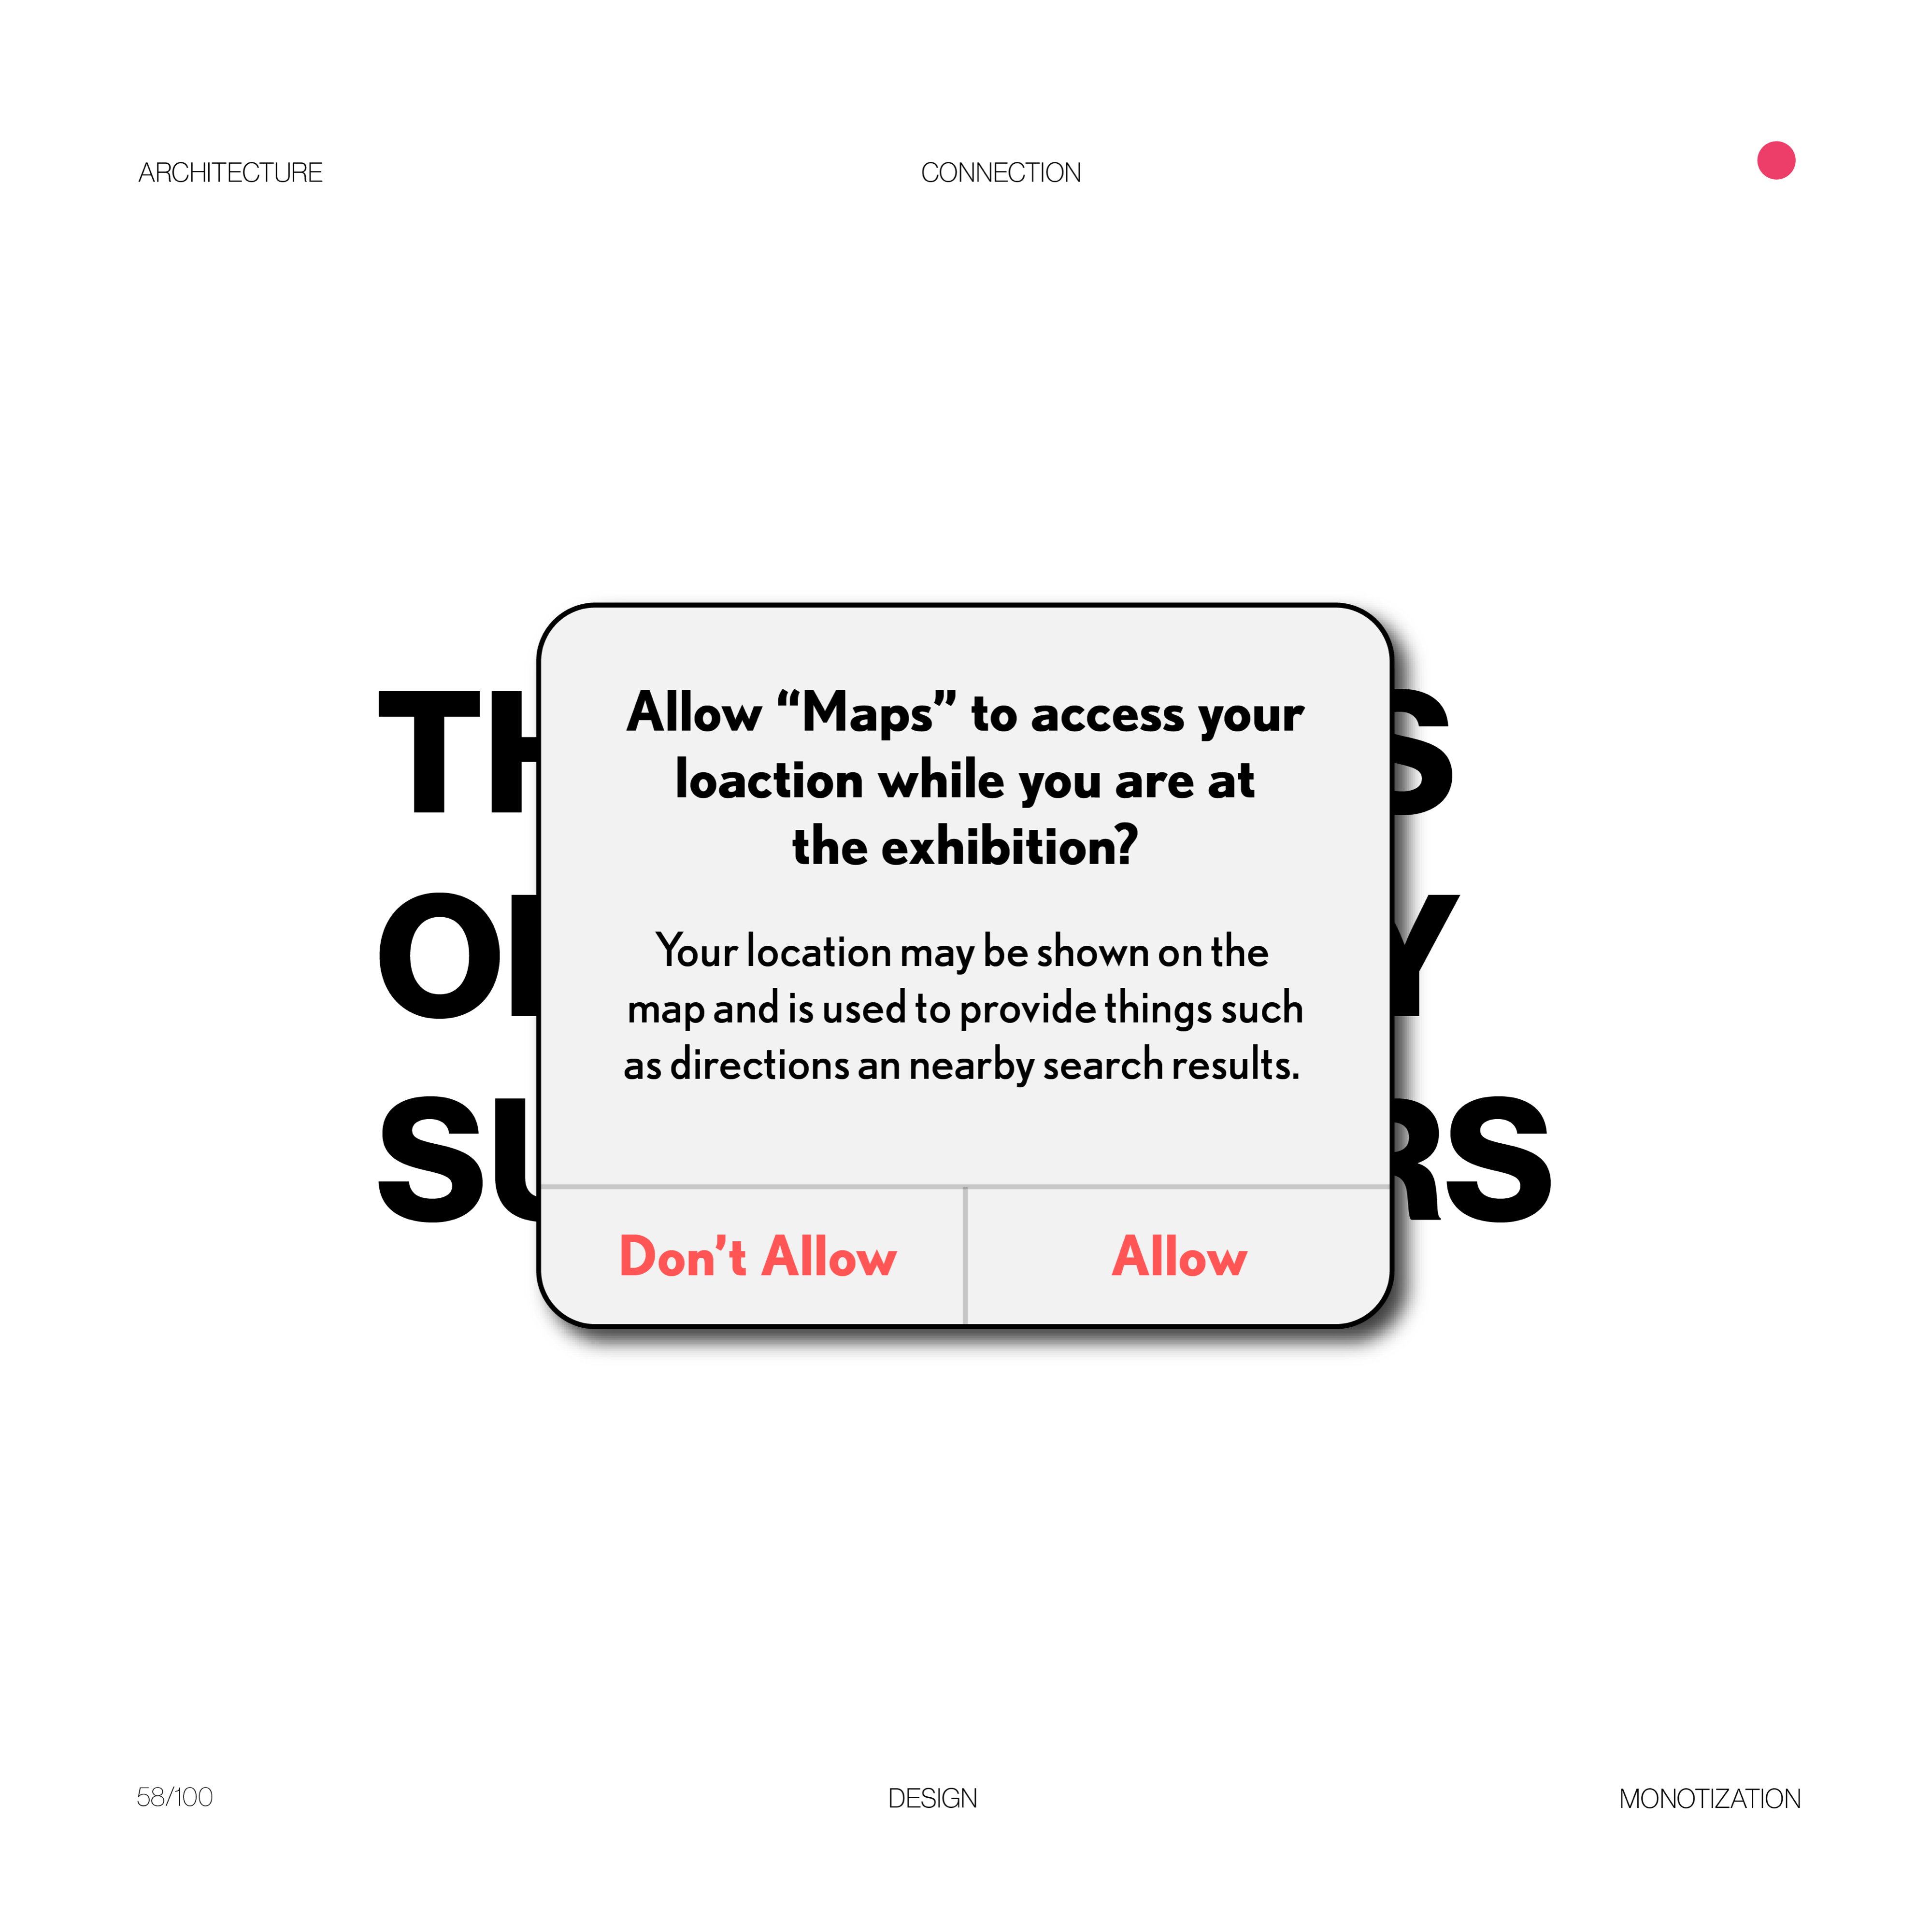 ARCHITECTURE
CONNECTION
Allow “Maps” to access your
loaction while you are at
the exhibition?
Your location may be shown on the
map and is used to provide things such
as directions an nearby search results.
Don’t Allow
Allow
58/100
DESIGN
MONOTIZATION